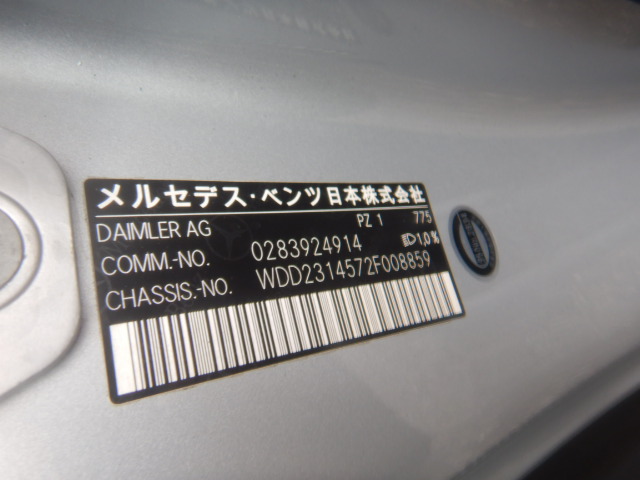 メルセデス・ベンツ日本株式会社
DAIMLER AG PZ 1 775
COMM.-NO. 0283924914 1,0%
CHASSIS.-NO. WDD2314572F008859